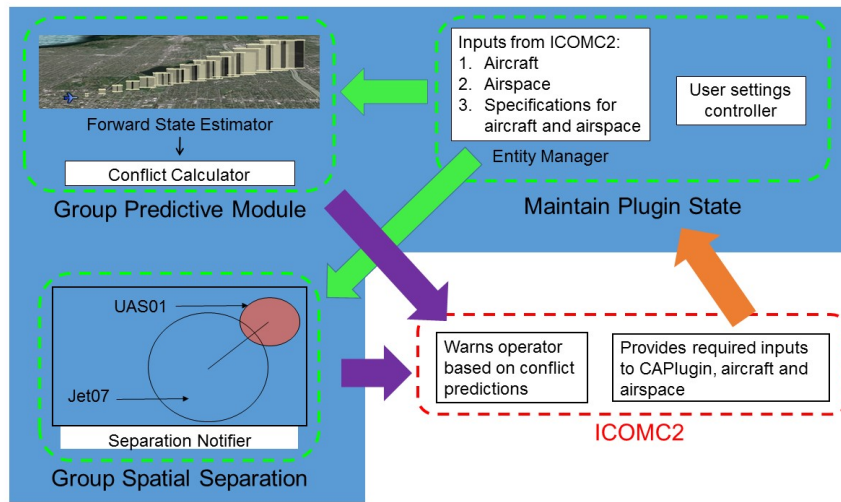 Forward State Estimator
Conflict Calculator
Group Predictive Module
Inputs from ICOMC2:
1. Aircraft
2. Airspace
3. Specifications for
aircraft and airspace
Entity Manager
User settings
controller
Maintain Plugin State
UAS01
Jet07
Separation Notifier
Group Spatial Separation
Warns operator
based on conflict
predictions
Provides required inputs
to CAPlugin, aircraft and
airspace
ICOMC2